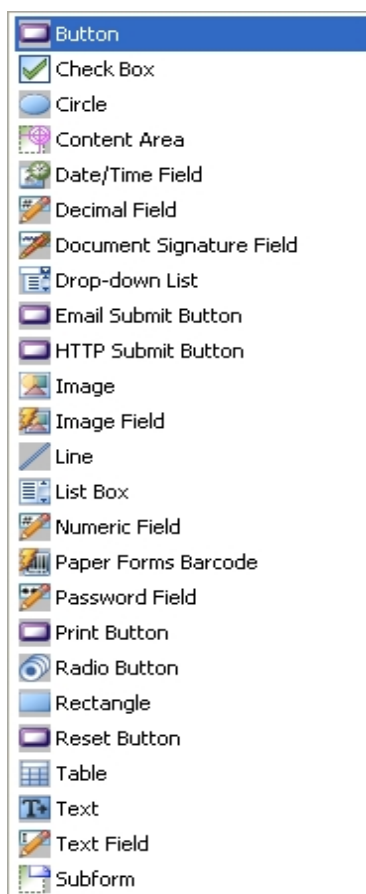 Button
Check Box
Circle
Content Area
Date/Time Field
Decimal Field
Document Signature Field
Drop-down List
Email Submit Button
HTTP Submit Button
Image
Image Field
Line
List Box
Numeric Field
Paper Forms Barcode
Password Field
Print Button
Radio Button
Rectangle
Reset Button
Table
Text
Text Field
Subform